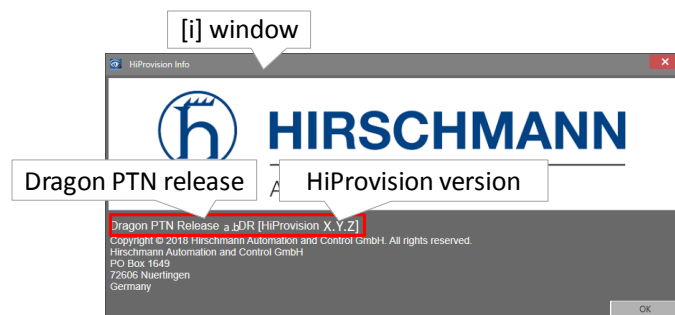 [i] window
HiProvision Info
HIRSCHMANN
Dragon PTN release
HiProvision version
A
Dragon PTN Release a.bDR [HiProvision X.Y.Z]
Copyright © 2018 Hirschmann Automation and Control GmbH. All rights reserved.
Hirschmann Automation and Control GmbH
PO Box 1649
72606 Nuertingen
Germany
OK